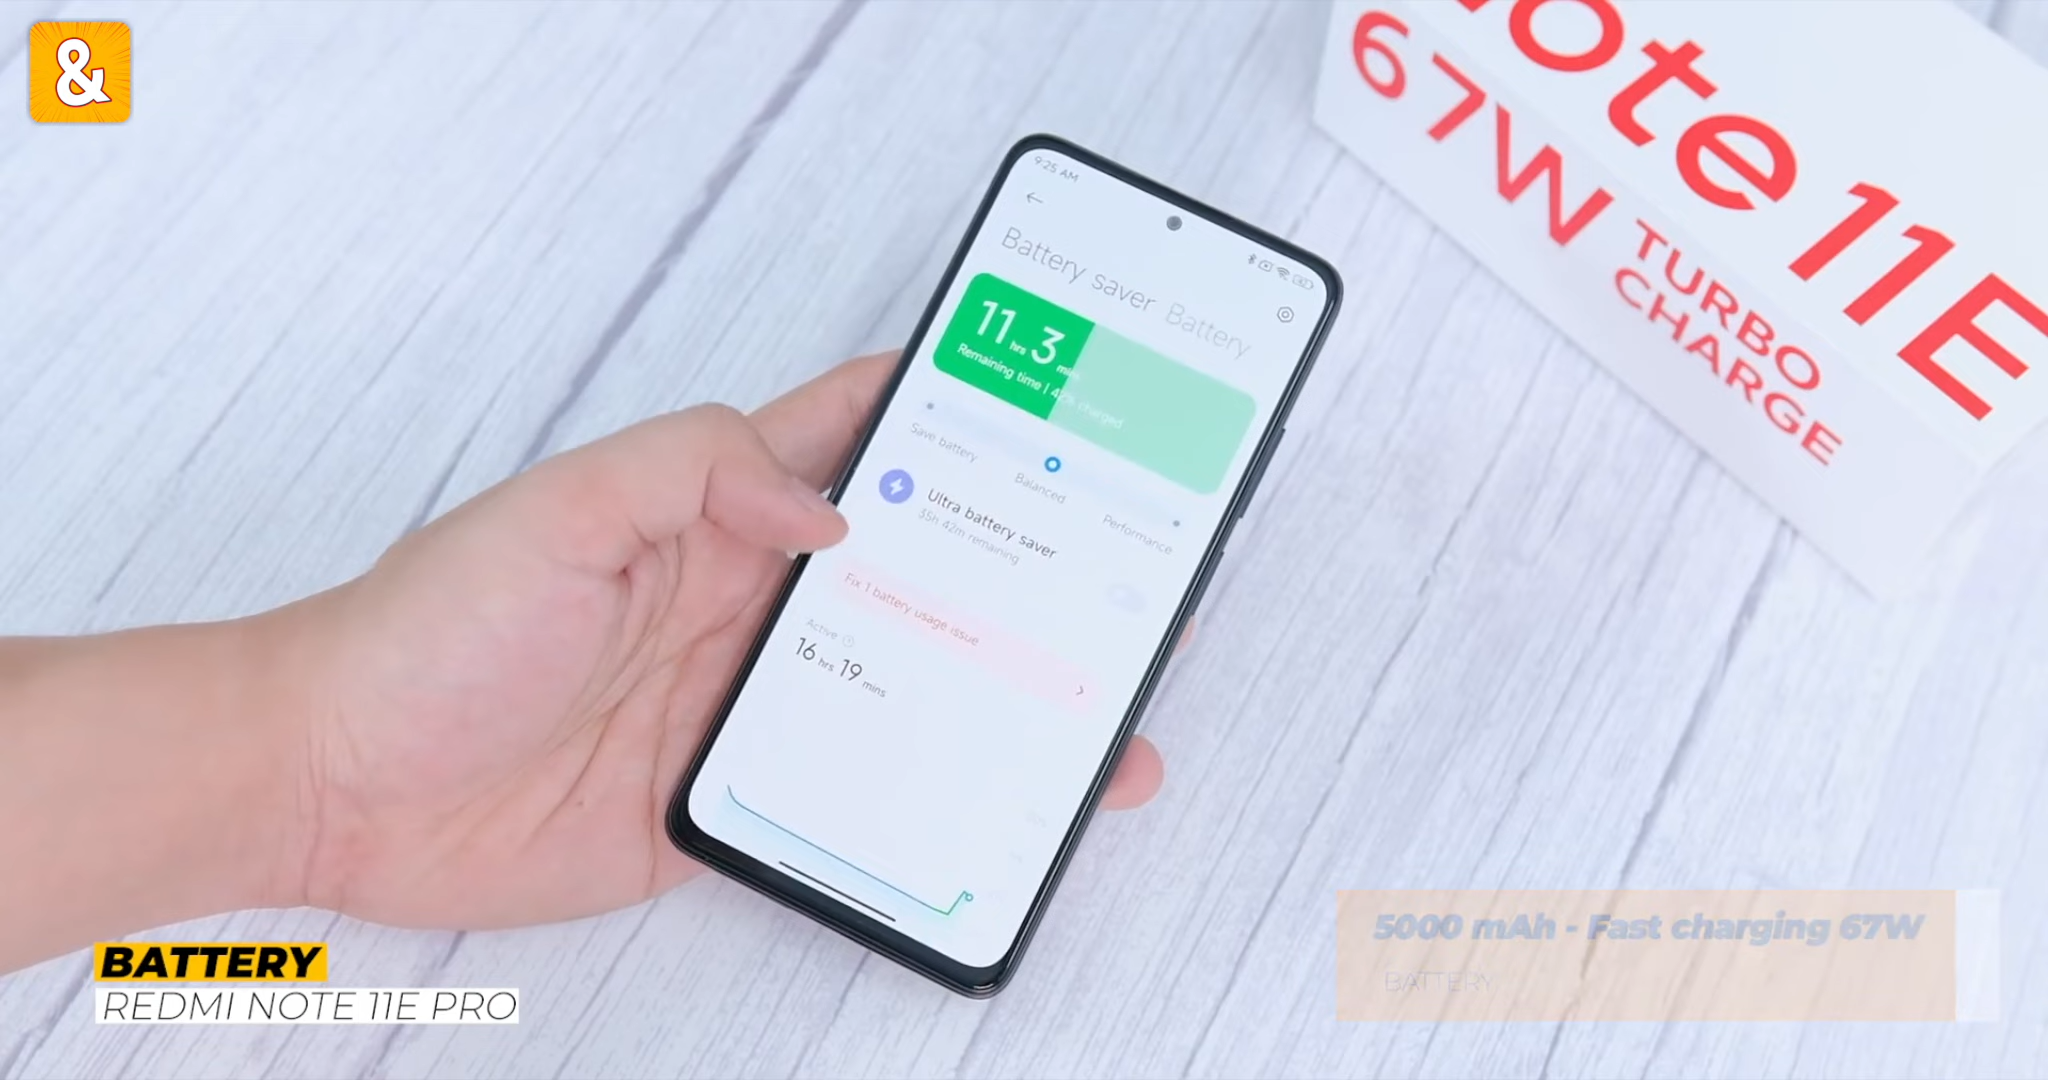 &
ote 11E
67W TURBO
CHARGE
9:25 AM
Battery saver Battery
11 hrs 3 mins
Remaining time | charged
Save battery
Balanced
Performance
Ultra battery saver
35h 42m remaining
Fix 1 battery usage issue
Active
16 hrs 19 mins
BATTERY
REDMI NOTE 11E PRO
5000 mAh - Fast charging 67W
BATTERY